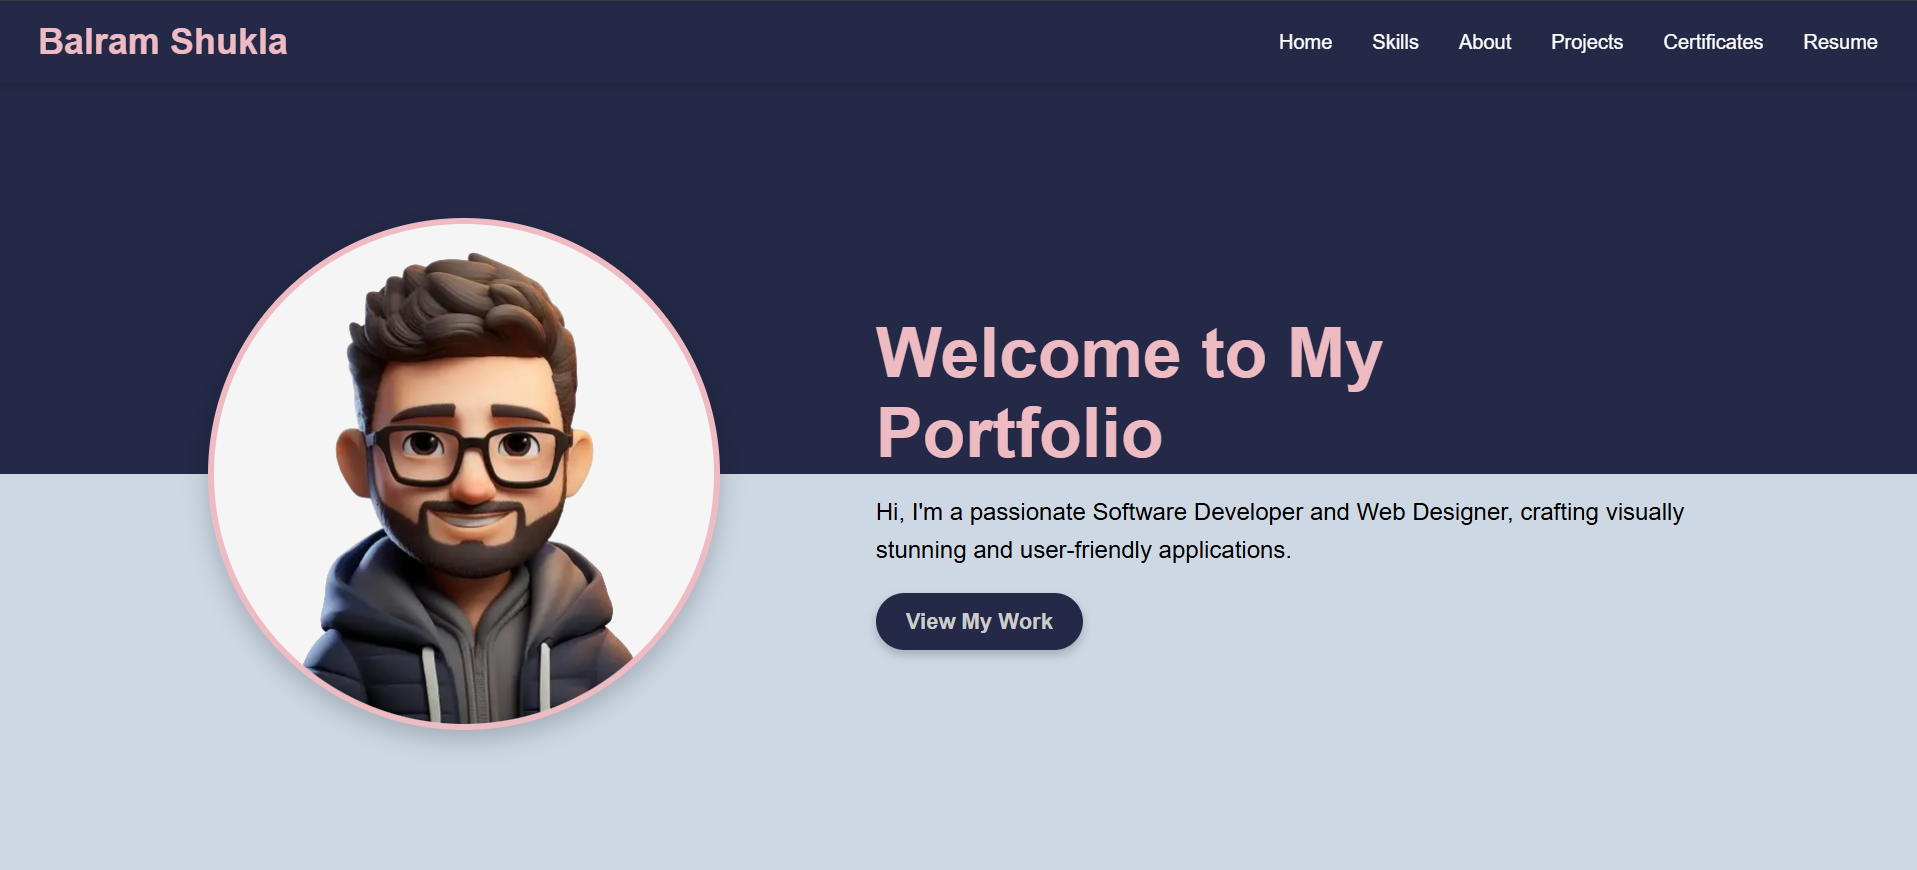 Balram Shukla
Home Skills About Projects Certificates Resume
Welcome to My
Portfolio
Hi, I'm a passionate Software Developer and Web Designer, crafting visually
stunning and user-friendly applications.
View My Work